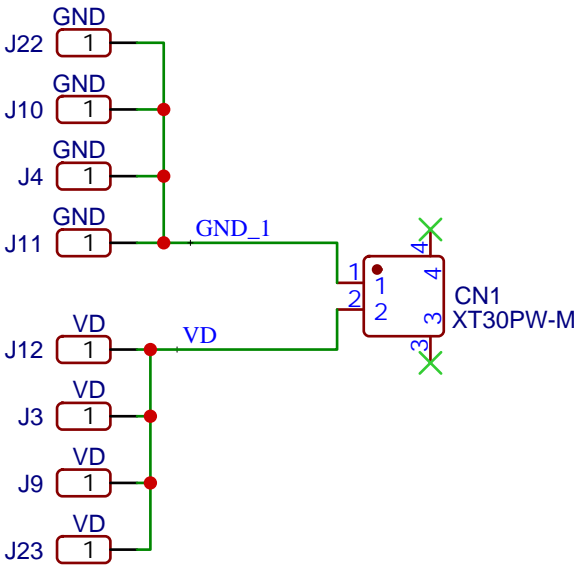 GND
J22 1
GND
J10 1
GND
J4 1
GND
J11 1
GND_1
VD
J12 1
VD
J3 1
VD
J9 1
VD
J23 1
VD
4
4
1 1
2 2
3
3
CN1
XT30PW-M